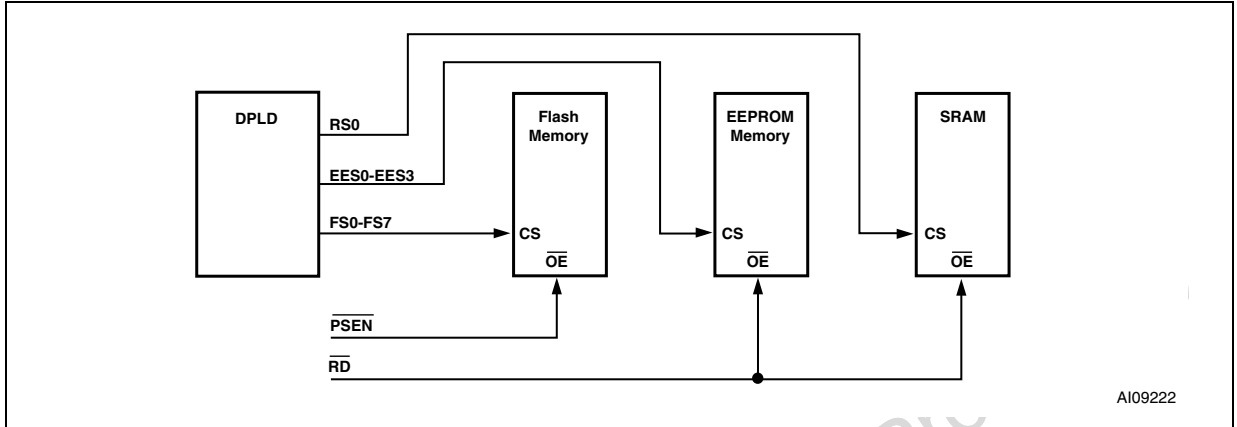 DPLD
RS0
EES0-EES3
FS0-FS7
Flash
Memory
CS
OE
EEPROM
Memory
CS
OE
SRAM
CS
OE
PSEN
RD
AI09222